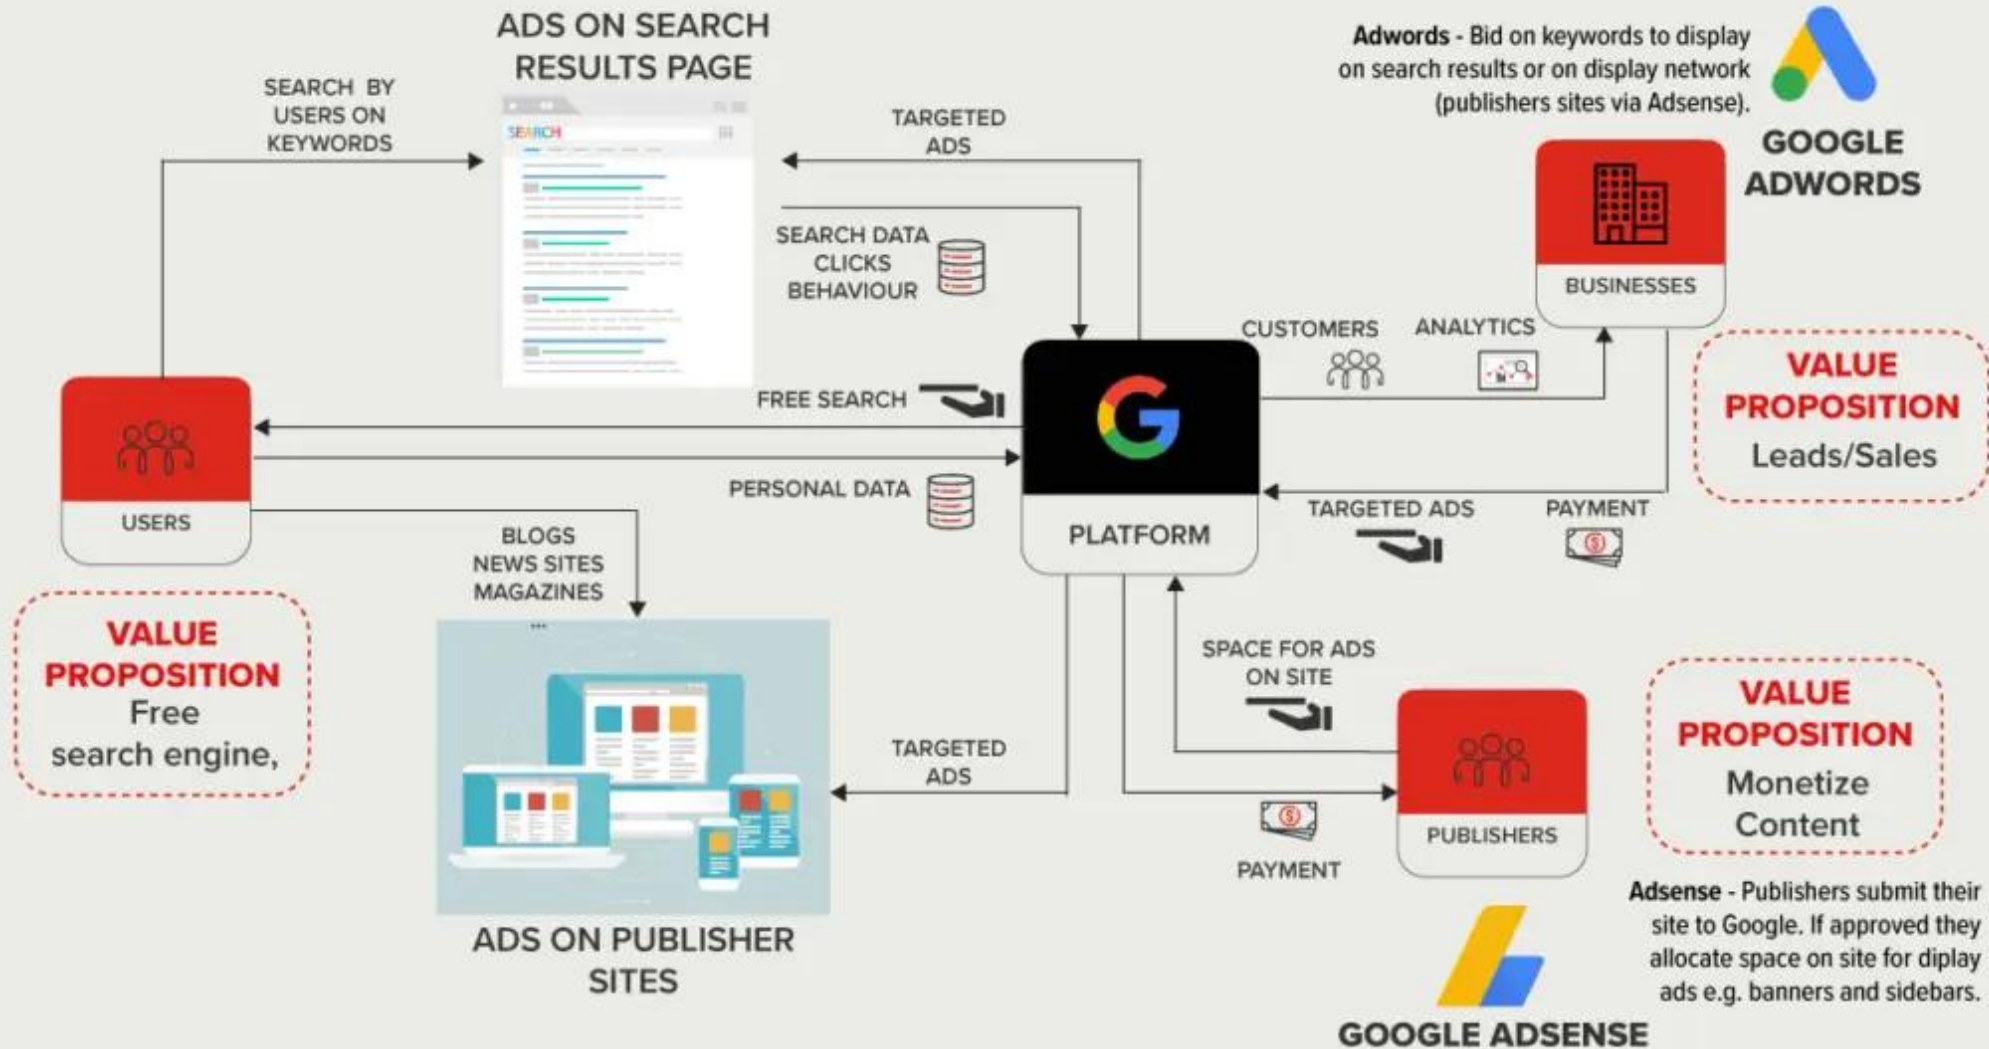 ADS ON SEARCH
RESULTS PAGE
SEARCH BY
USERS ON
KEYWORDS
SEARCH
TARGETED
ADS
SEARCH DATA
CLICKS
BEHAVIOUR
Adwords - Bid on keywords to display
on search results or on display network
(publishers sites via Adsense).
GOOGLE
ADWORDS
BUSINESSES
CUSTOMERS
ANALYTICS
VALUE
PROPOSITION
Leads/Sales
FREE SEARCH
G
PLATFORM
PERSONAL DATA
USERS
TARGETED ADS
PAYMENT
BLOGS
NEWS SITES
MAGAZINES
VALUE
PROPOSITION
Free
search engine,
TARGETED
ADS
ADS ON PUBLISHER
SITES
SPACE FOR ADS
ON SITE
PAYMENT
PUBLISHERS
VALUE
PROPOSITION
Monetize
Content
Adsense - Publishers submit their
site to Google. If approved they
allocate space on site for diplay
ads e.g. banners and sidebars.
GOOGLE ADSENSE